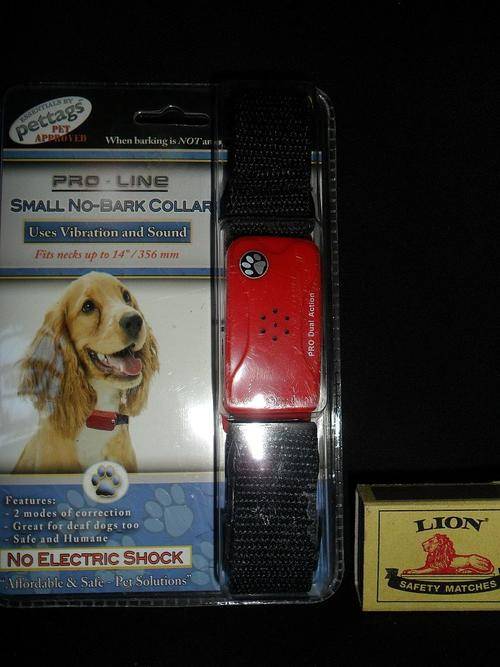 ESSENTIALS BY
pettags
PET
APPROVED
When barking is NOT an
PRO-LINE
SMALL NO-BARK COLLAR
Uses Vibration and Sound
Fits necks up to 14"/356 mm
PRO Dual Action
Features:
- 2 modes of correction
- Great for deaf dogs too
- Safe and Humane
NO ELECTRIC SHOCK
"Affordable & Safe - Pet Solutions"
LION
SAFETY MATCHES